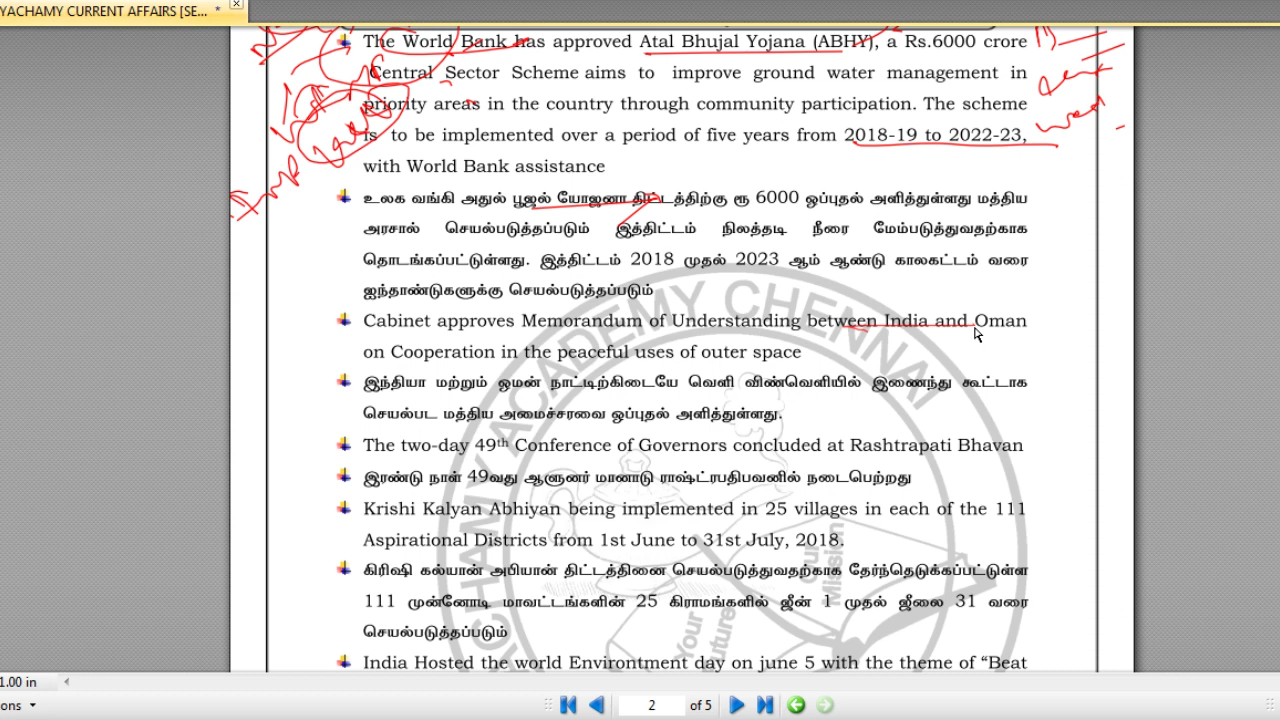 YACHAMY CURRENT AFFAIRS [SE... *
The World Bank has approved Atal Bhujal Yojana (ABHY), a Rs.6000 crore
Central Sector Scheme aims to improve ground water management in
priority areas in the country through community participation. The scheme
is to be implemented over a period of five years from 2018-19 to 2022-23,
with World Bank assistance
உலக வங்கி அதுல் பூஜல் யோஜனா திட்டத்திற்கு ரூ 6000 ஒப்புதல் அளித்துள்ளது மத்திய
அரசால் செயல்படுத்தப்படும் இத்திட்டம் நிலத்தடி நீரை மேம்படுத்துவதற்காக
தொடங்கப்பட்டுள்ளது. இத்திட்டம் 2018 முதல் 2023 ஆம் ஆண்டு காலகட்டம் வரை
ஐந்தாண்டுகளுக்கு செயல்படுத்தப்படும்
Cabinet approves Memorandum of Understanding between India and Oman
on Cooperation in the peaceful uses of outer space
இந்தியா மற்றும் ஒமன் நாட்டிற்கிடையே வெளி விண்வெளியில் இணைந்து கூட்டாக
செயல்பட மத்திய அமைச்சரவை ஒப்புதல் அளித்துள்ளது.
The two-day 49th Conference of Governors concluded at Rashtrapati Bhavan
இரண்டு நாள் 49வது ஆளுனர் மானாடு ராஷ்ட்ரபதிபவனில் நடைபெற்றது
Krishi Kalyan Abhiyan being implemented in 25 villages in each of the 111
Aspirational Districts from 1st June to 31st July, 2018.
கிரிஷி கல்யான் அபியான் திட்டத்தினை செயல்படுத்துவதற்காக தேர்ந்தெடுக்கப்பட்டுள்ள
111 முன்னோடி மாவட்டங்களின் 25 கிராமங்களில் ஜீன் 1 முதல் ஜீலை 31 வரை
செயல்படுத்தப்படும்
India Hosted the world Environtment day on june 5 with the theme of “Beat
ACHAMY ACADEMY CHENNAI
Our Mission
Your Future
1.00 in
ons
2 of 5